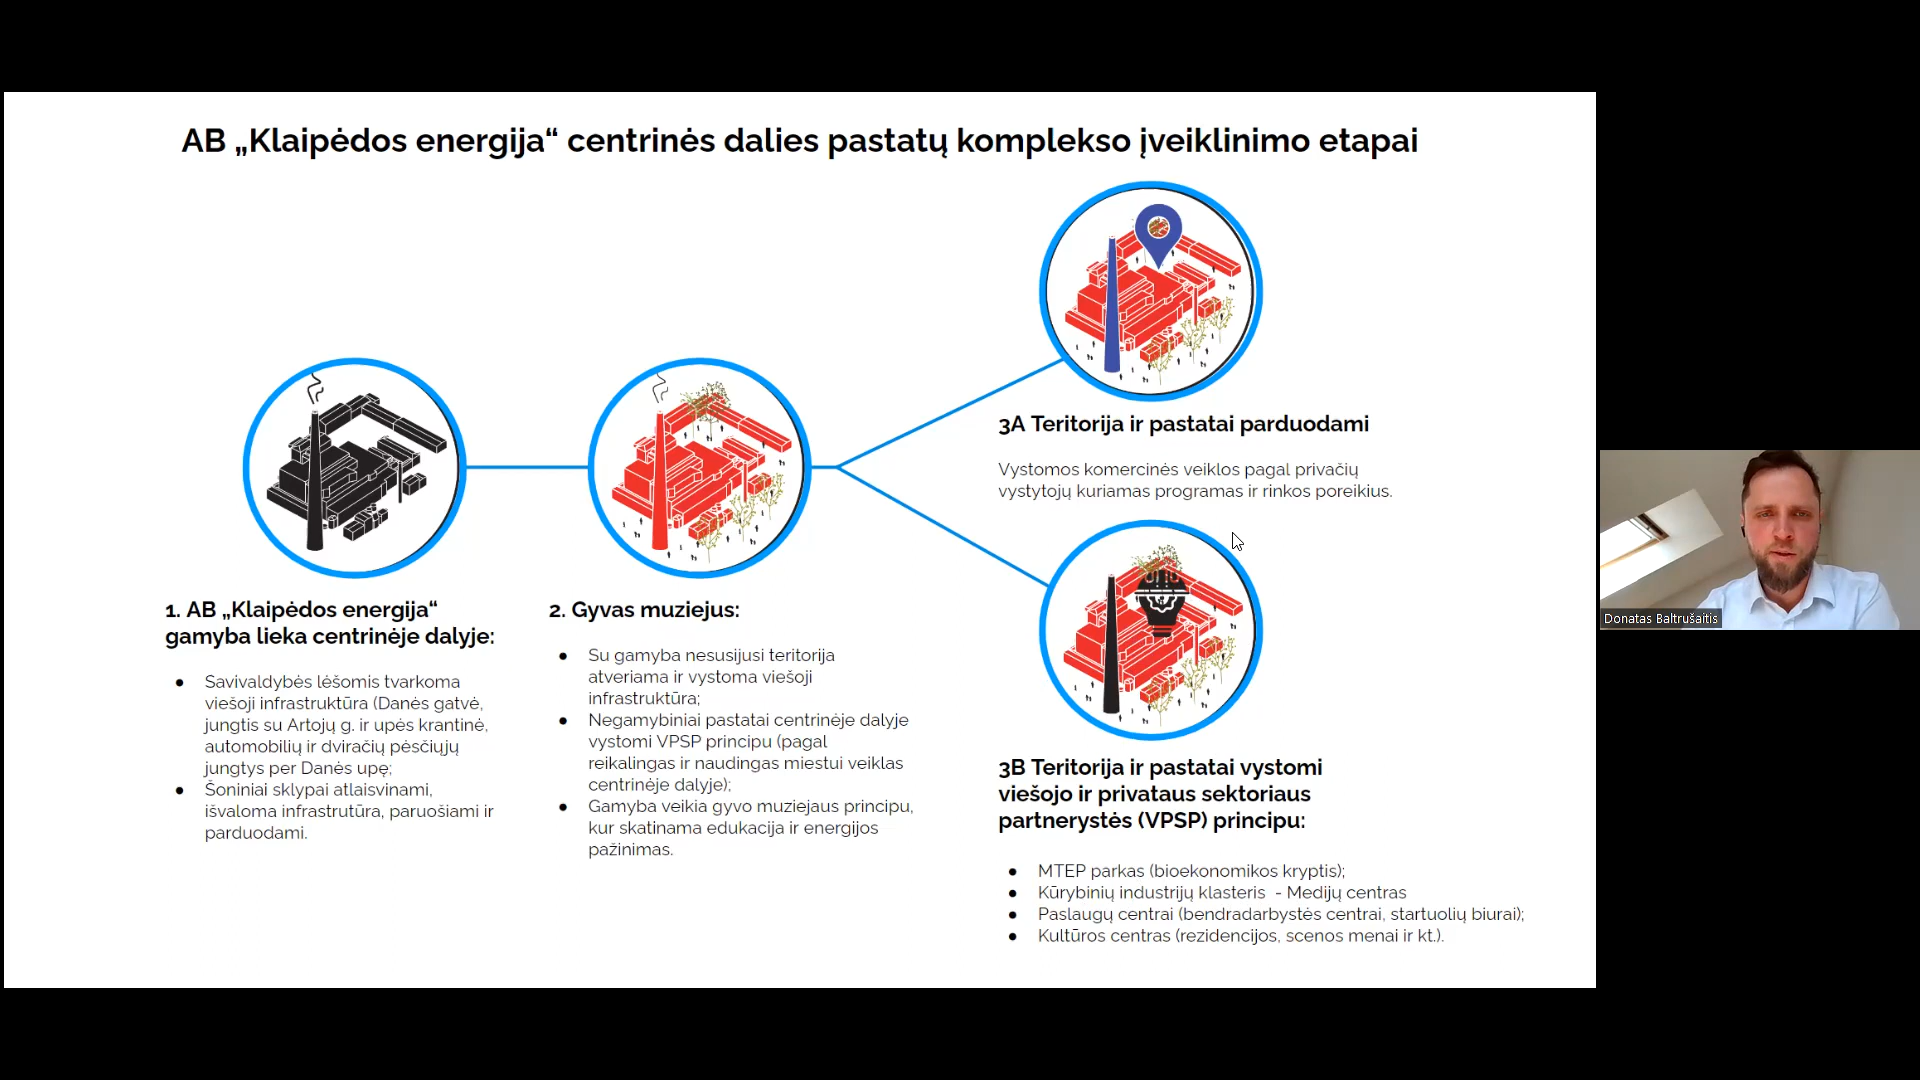 AB „Klaipėdos energija“ centrinės dalies pastatų komplekso įveiklinimo etapai
1. AB „Klaipėdos energija“
gamyba lieka centrinėje dalyje:
● Savivaldybės lėšomis tvarkoma
viešoji infrastruktūra (Danės gatvė,
jungtis su Artojų g. ir upės krantinė,
automobilių ir dviračių pėsčiųjų
jungtys per Danės upę;
● Šoniniai sklypai atlaisvinami,
išvaloma infrastrutūra, paruošiami ir
parduodami.
2. Gyvas muziejus:
● Su gamyba nesusijusi teritorija
atveriama ir vystoma viešoji
infrastruktūra;
● Negamybiniai pastatai centrinėje dalyje
vystomi VPSP principu (pagal
reikalingas ir naudingas miestui veiklas
centrinėje dalyje);
● Gamyba veikia gyvo muziejaus principu,
kur skatinama edukacija ir energijos
pažinimas.
3A Teritorija ir pastatai parduodami
Vystomos komercinės veiklos pagal privačių
vystytojų kuriamas programas ir rinkos poreikius.
3B Teritorija ir pastatai vystomi
viešojo ir privataus sektoriaus
partnerystės (VPSP) principu:
● MTEP parkas (bioekonomikos kryptis);
● Kūrybinių industrijų klasteris - Medijų centras
● Paslaugų centrai (bendradarbystės centrai, startuolių biurai);
● Kultūros centras (rezidencijos, scenos menai ir kt.).
Donatas Baltrušaitis